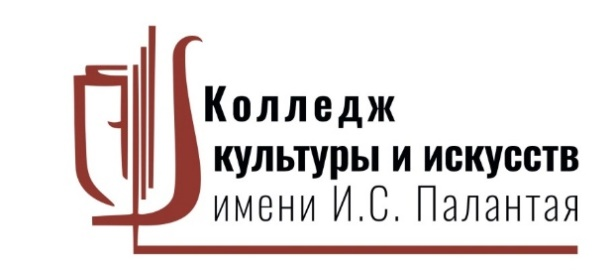 Колледж
культуры и искусств
имени И.С. Палантая